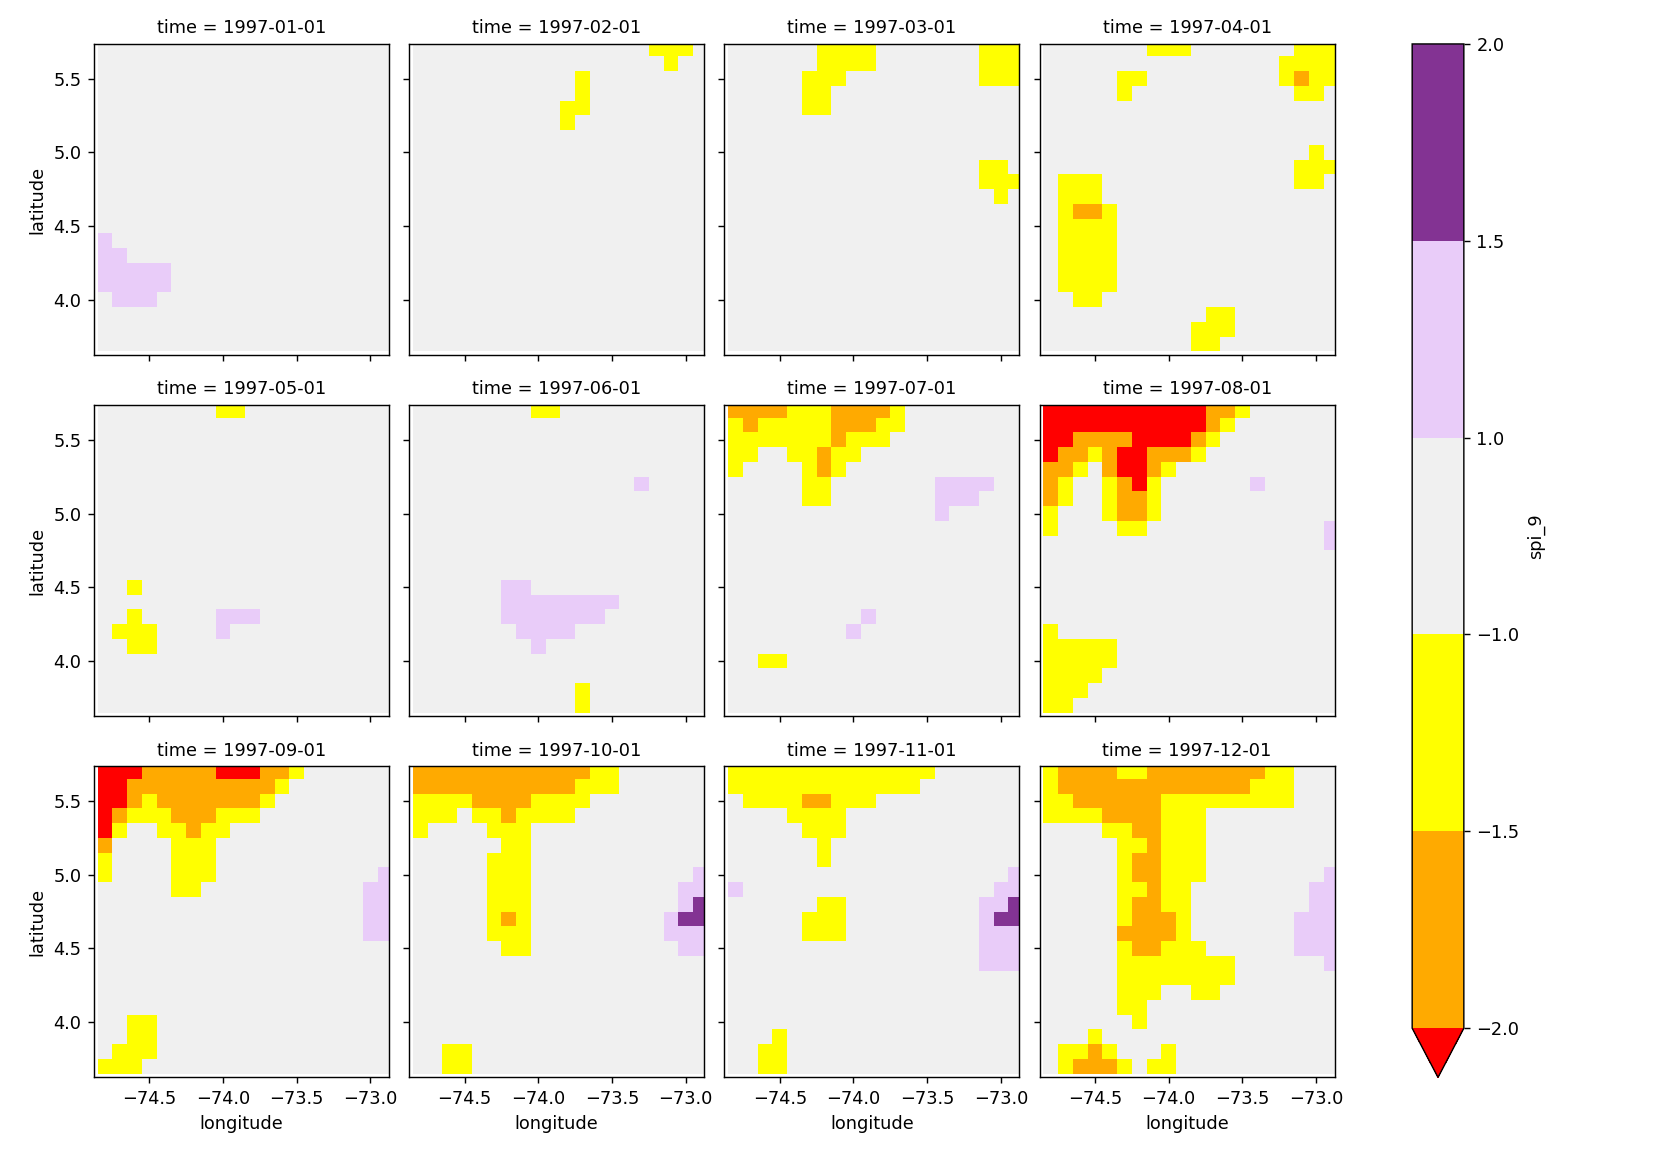 time = 1997-01-01
time = 1997-02-01
time = 1997-03-01
time = 1997-04-01
latitude
5.5
5.0
4.5
4.0
time = 1997-05-01
time = 1997-06-01
time = 1997-07-01
time = 1997-08-01
latitude
5.5
5.0
4.5
4.0
time = 1997-09-01
time = 1997-10-01
time = 1997-11-01
time = 1997-12-01
latitude
5.5
5.0
4.5
4.0
−74.5 −74.0 −73.5 −73.0
−74.5 −74.0 −73.5 −73.0
−74.5 −74.0 −73.5 −73.0
−74.5 −74.0 −73.5 −73.0
longitude
longitude
longitude
longitude
2.0
1.5
1.0
−1.0
−1.5
−2.0
spi_9